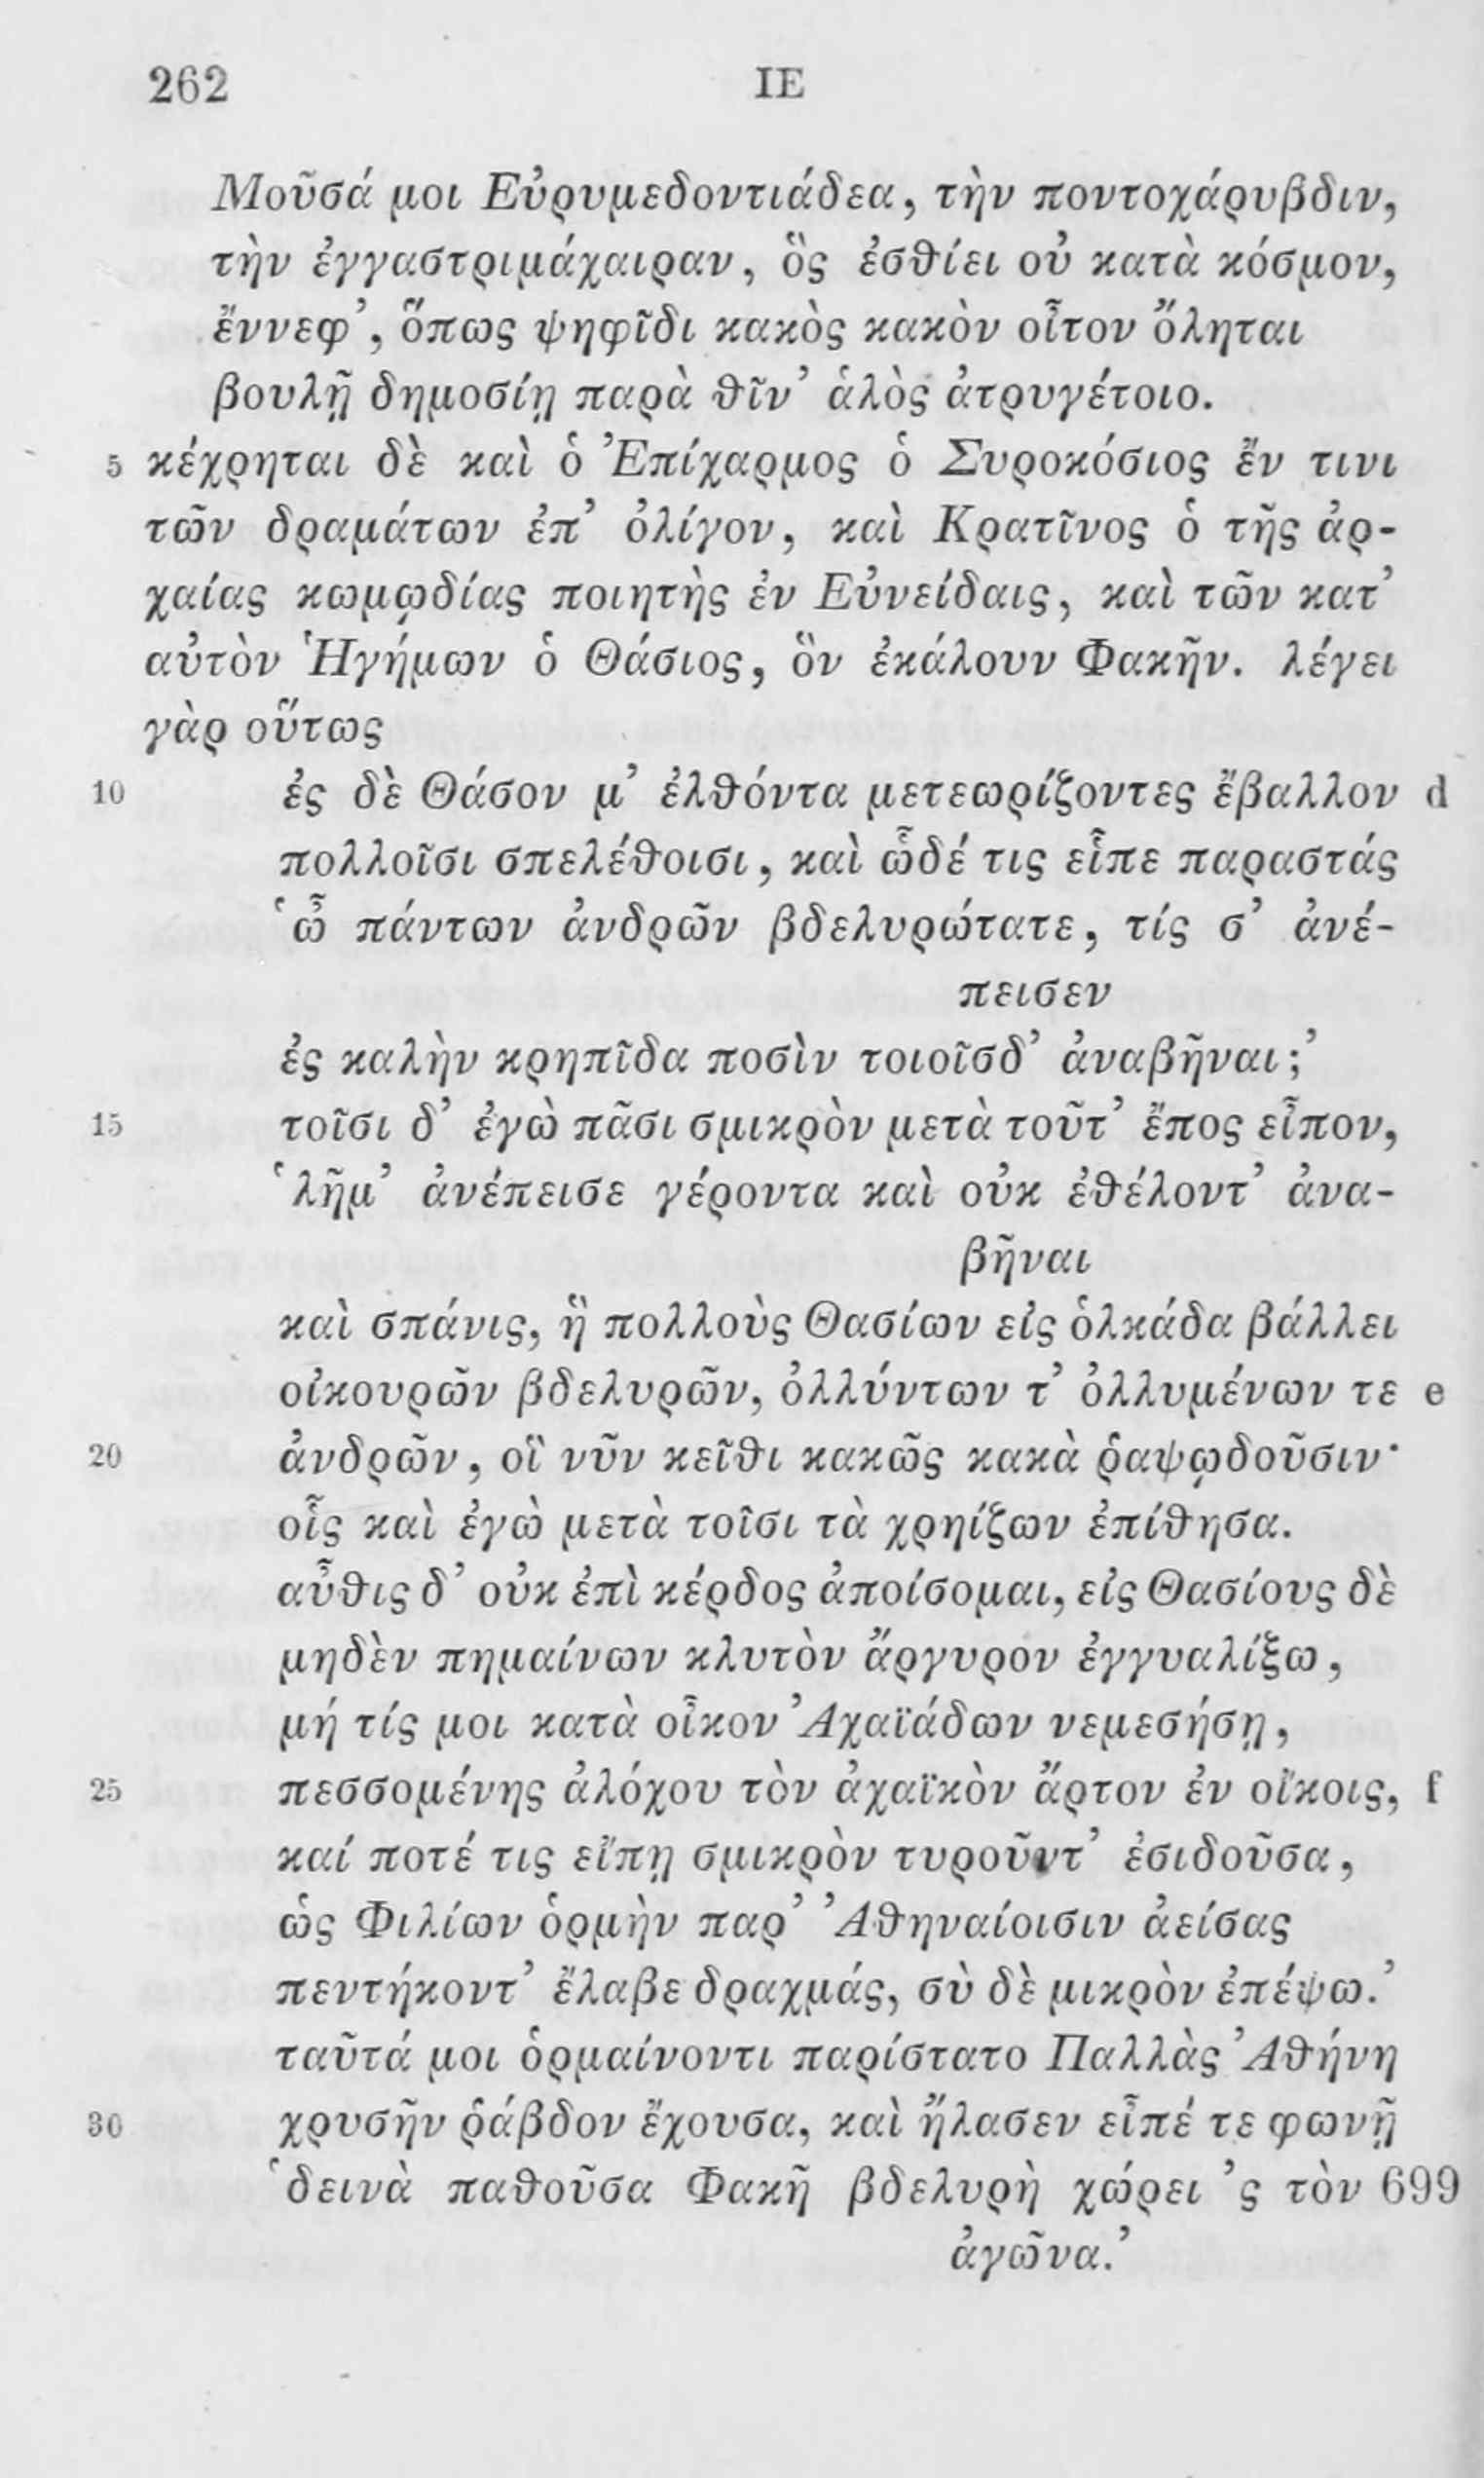 262 ΙΕ
Μοῦσά μοι Εὐρυμεδοντιάδεα, τὴν ποντοχάρυβδιν,
τὴν ἐγγαστριμάχαιραν, ὃς ἐσθίει οὐ κατὰ κόσμον,
ἔννεφ’, ὅπως ψηφῖδι κακὸς κακὸν οἶτον ὄληται
βουλῇ δημοσίῃ παρὰ θῖν’ ἁλὸς ἀτρυγέτοιο.
5 κέχρηται δὲ καὶ ὁ Ἐπίχαρμος ὁ Συροκόσιος ἔν τινι
τῶν δραμάτων ἐπ’ ὀλίγον, καὶ Κρατῖνος ὁ τῆς ἀρ-
χαίας κωμῳδίας ποιητὴς ἐν Εὐνείδαις, καὶ τῶν κατ’
αὐτὸν Ἡγήμων ὁ Θάσιος, ὃν ἐκάλουν Φακῆν. λέγει
γὰρ οὕτως
10 ἐς δὲ Θάσον μ’ ἐλθόντα μετεωρίζοντες ἔβαλλον d
πολλοῖσι σπελέθοισι, καὶ ὧδέ τις εἶπε παραστάς
‘ὦ πάντων ἀνδρῶν βδελυρώτατε, τίς σ’ ἀνέ-
πεισεν
ἐς καλὴν κρηπῖδα ποσὶν τοιοῖσδ’ ἀναβῆναι;’
15 τοῖσι δ’ ἐγὼ πᾶσι σμικρὸν μετὰ τοῦτ’ ἔπος εἶπον,
‘λῆμ’ ἀνέπεισε γέροντα καὶ οὐκ ἐθέλοντ’ ἀνα-
βῆναι
καὶ σπάνις, ἣ πολλοὺς Θασίων εἰς ὁλκάδα βάλλει
οἰκουρῶν βδελυρῶν, ὀλλύντων τ’ ὀλλυμένων τε e
20 ἀνδρῶν, οἳ νῦν κεῖθι κακῶς κακὰ ῥαψῳδοῦσιν·
οἷς καὶ ἐγὼ μετὰ τοῖσι τὰ χρηίζων ἐπίθησα.
αὖθις δ’ οὐκ ἐπὶ κέρδος ἀποίσομαι, εἰς Θασίους δὲ
μηδὲν πημαίνων κλυτὸν ἄργυρον ἐγγυαλίξω,
μή τίς μοι κατὰ οἶκον Ἀχαϊάδων νεμεσήσῃ,
25 πεσσομένης ἀλόχου τὸν ἀχαϊκὸν ἄρτον ἐν οἴκοις, f
καί ποτέ τις εἴπῃ σμικρὸν τυροῦντ’ ἐσιδοῦσα,
ὡς Φιλίων ὁρμὴν παρ’ Ἀθηναίοισιν ἀείσας
πεντήκοντ’ ἔλαβε δραχμάς, σὺ δὲ μικρὸν ἐπέψω.’
ταῦτά μοι ὁρμαίνοντι παρίστατο Παλλὰς Ἀθήνη
30 χρυσῆν ῥάβδον ἔχουσα, καὶ ἤλασεν εἶπέ τε φωνῇ
‘δεινὰ παθοῦσα Φακῆ βδελυρὴ χώρει ’ς τὸν 699
ἀγῶνα.’